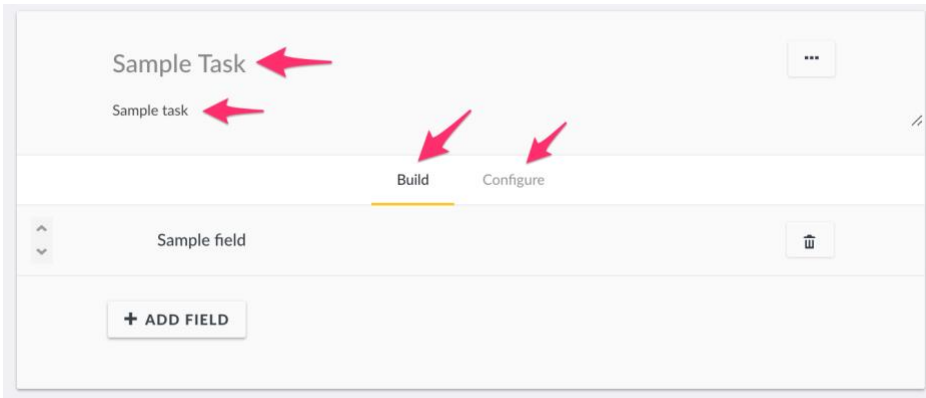 Sample Task
Sample task
Build Configure
Sample field
ADD FIELD